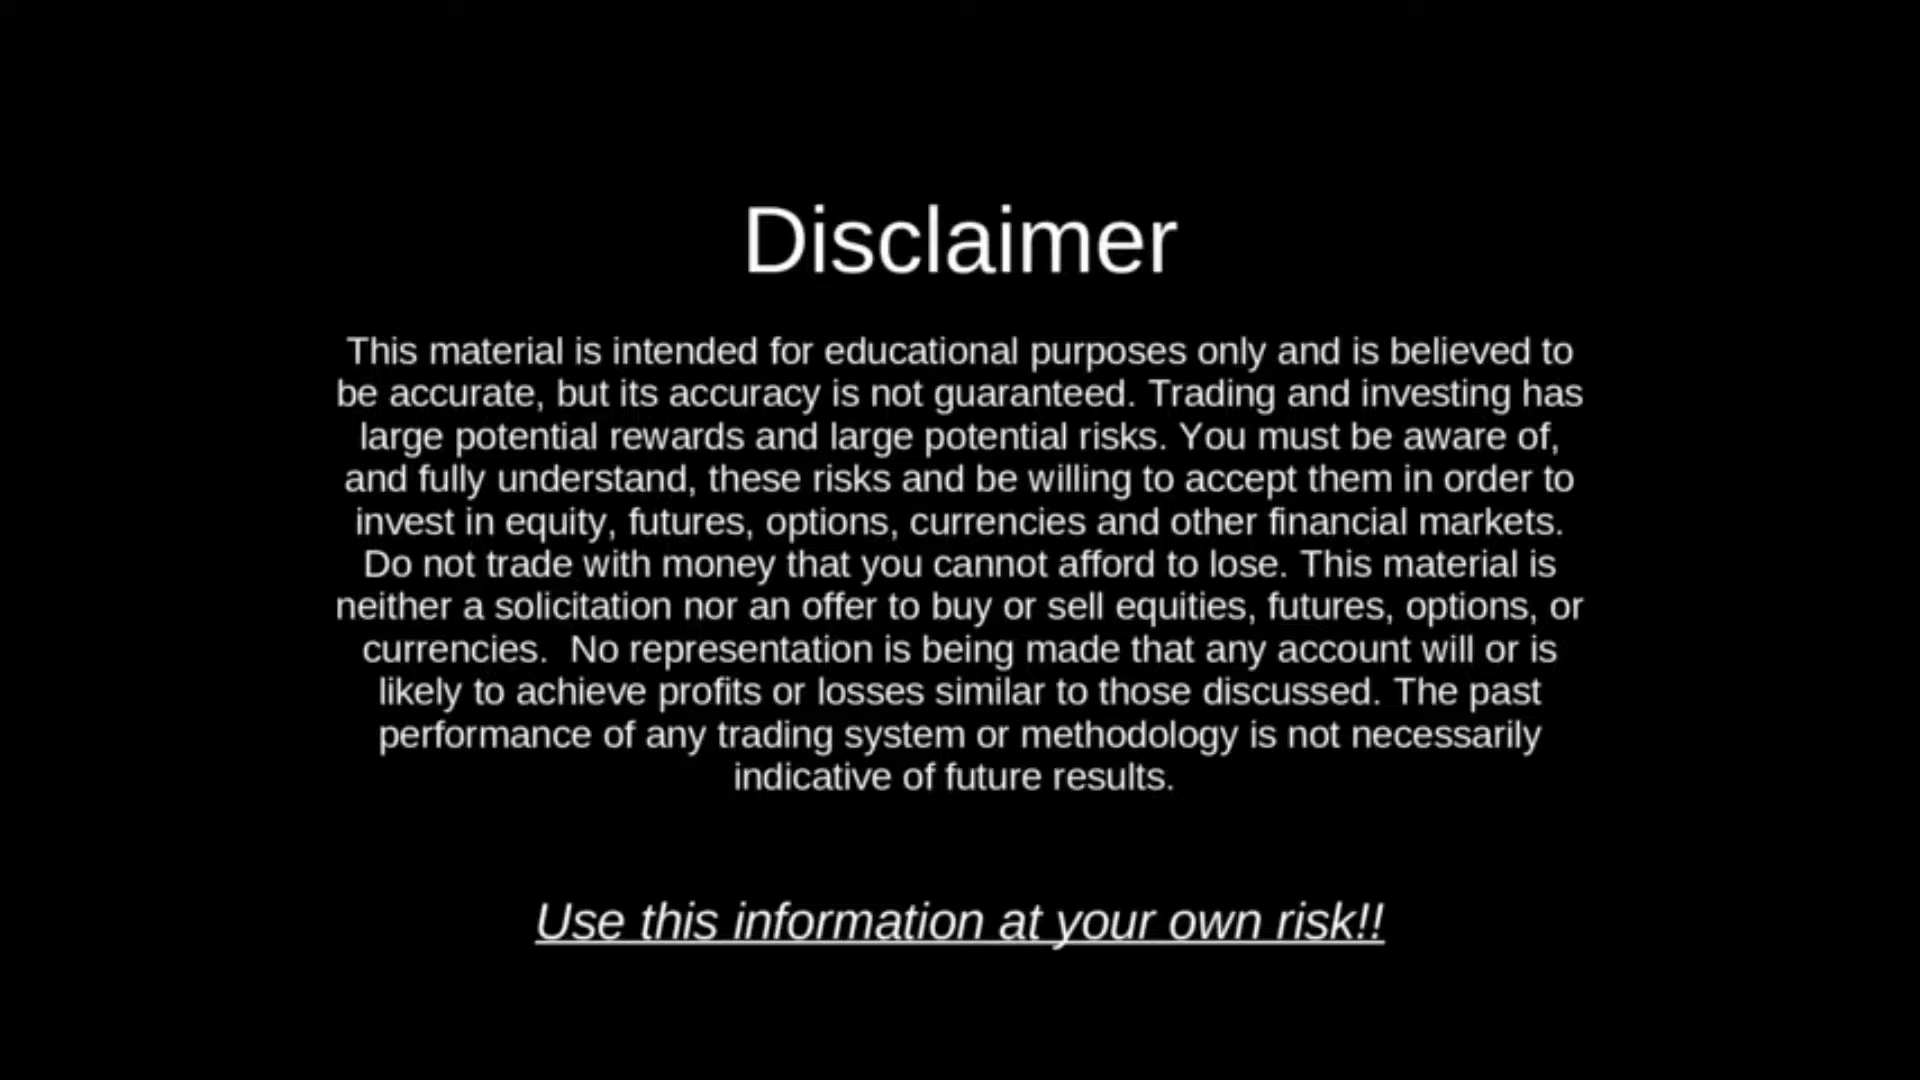 Disclaimer
This material is intended for educational purposes only and is believed to
be accurate, but its accuracy is not guaranteed. Trading and investing has
large potential rewards and large potential risks. You must be aware of,
and fully understand, these risks and be willing to accept them in order to
invest in equity, futures, options, currencies and other financial markets.
Do not trade with money that you cannot afford to lose. This material is
neither a solicitation nor an offer to buy or sell equities, futures, options, or
currencies.  No representation is being made that any account will or is
likely to achieve profits or losses similar to those discussed. The past
performance of any trading system or methodology is not necessarily
indicative of future results.
Use this information at your own risk!!